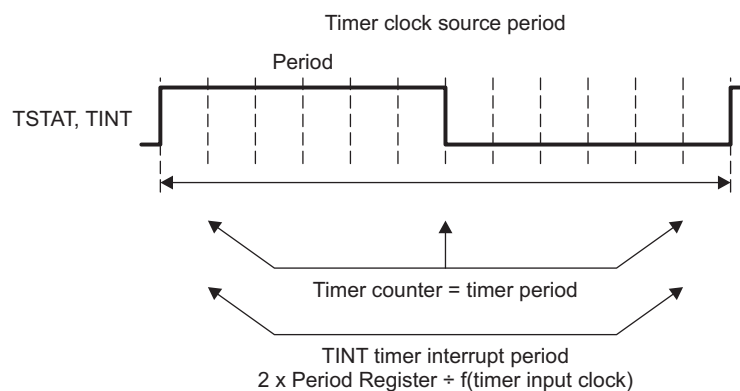 Timer clock source period
Period
TSTAT, TINT
Timer counter = timer period
TINT timer interrupt period
2 x Period Register ÷ f(timer input clock)